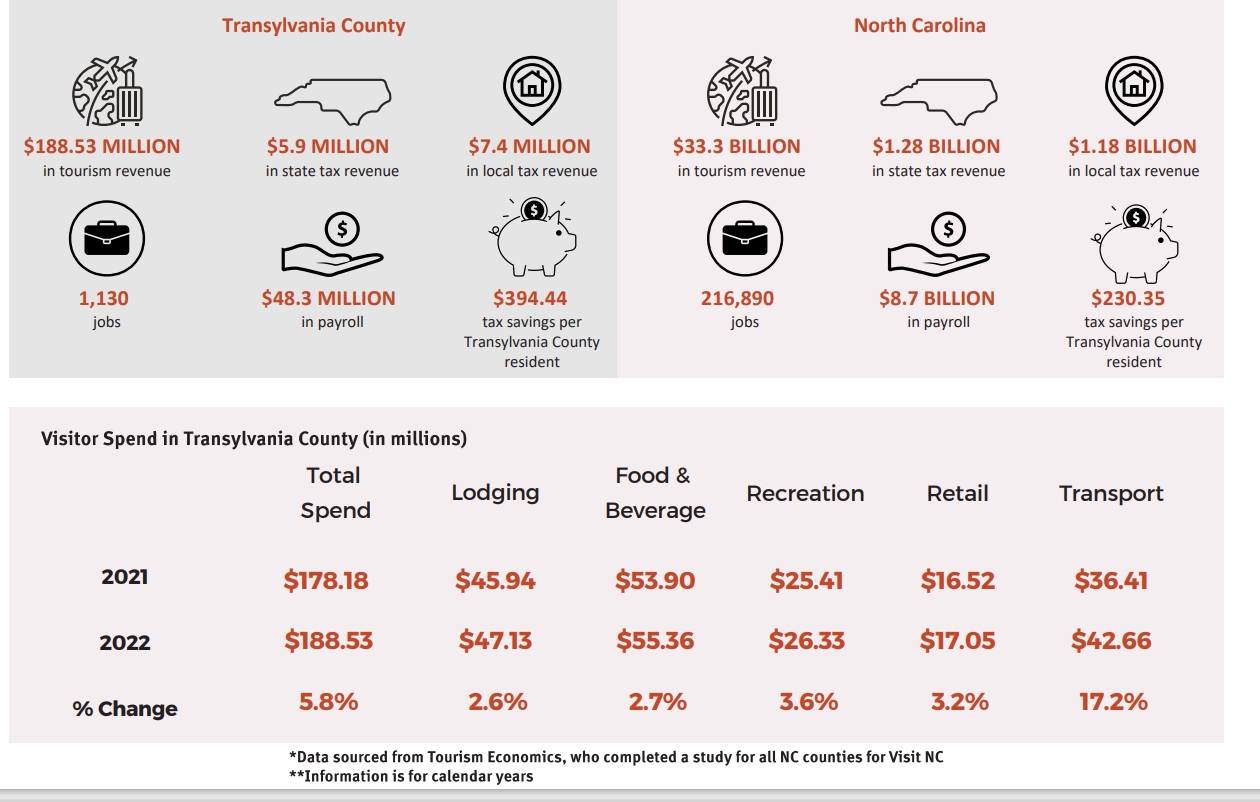 Transylvania County
$188.53 MILLION
in tourism revenue
$5.9 MILLION
in state tax revenue
$7.4 MILLION
in local tax revenue
1,130
jobs
$48.3 MILLION
in payroll
$394.44
tax savings per
Transylvania County
resident
North Carolina
$33.3 BILLION
in tourism revenue
$1.28 BILLION
in state tax revenue
$1.18 BILLION
in local tax revenue
216,890
jobs
$8.7 BILLION
in payroll
$230.35
tax savings per
Transylvania County
resident
Visitor Spend in Transylvania County (in millions)
Total
Spend
Lodging
Food &
Beverage
Recreation
Retail
Transport
2021 $178.18 $45.94 $53.90 $25.41 $16.52 $36.41
2022 $188.53 $47.13 $55.36 $26.33 $17.05 $42.66
% Change 5.8% 2.6% 2.7% 3.6% 3.2% 17.2%
*Data sourced from Tourism Economics, who completed a study for all NC counties for Visit NC
**Information is for calendar years